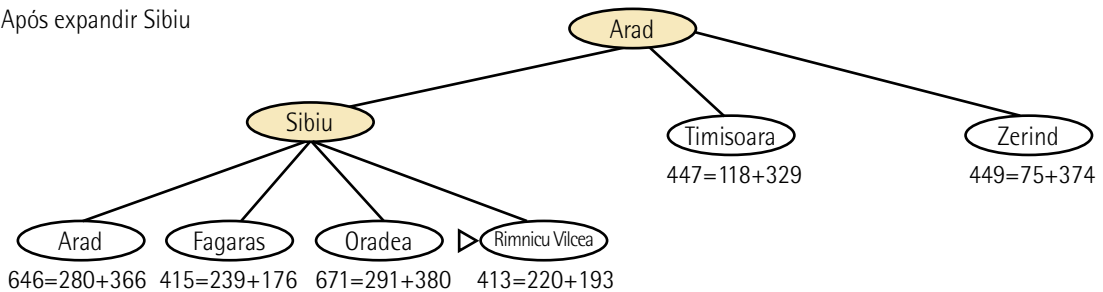 Após expandir Sibiu
Arad
Sibiu
Timisoara
Zerind
447=118+329
449=75+374
Arad
Fagaras
Oradea
Rimnicu Vilcea
646=280+366
415=239+176
671=291+380
413=220+193